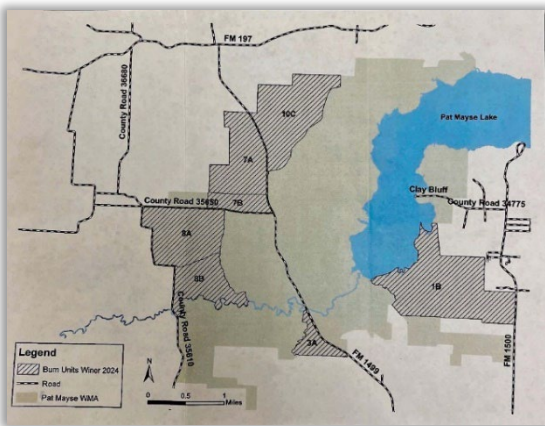 FM 197
County Road 36680
10C
Pat Mayse Lake
7A
Clay Bluff
7B
County Road 35850
County Road 34775
8A
8B
1B
County Road 35810
3A
FM 1499
FM 1500
Legend
Burn Units Winer 2024
Road
Pat Mayse WMA
N
0 0.5 1
Miles